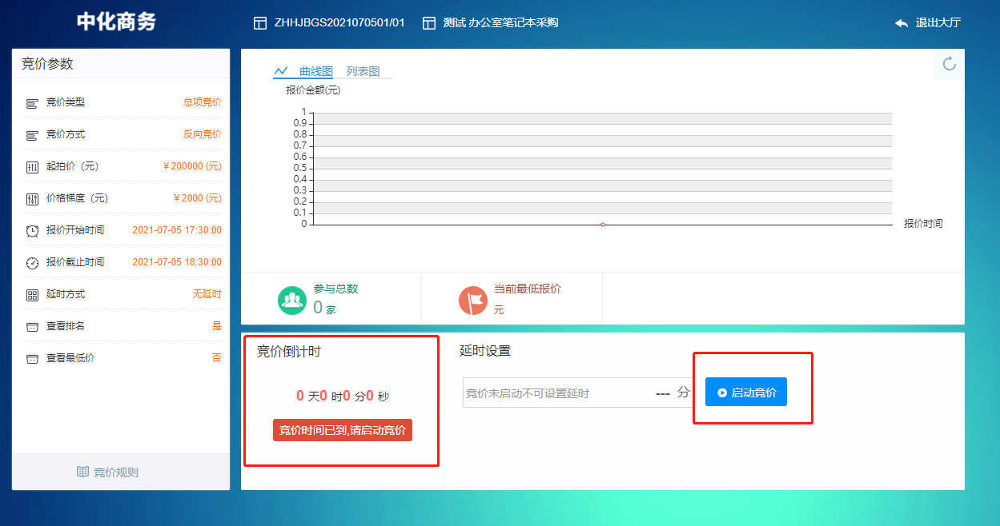 中化商务
ZHHJBGS2021070501/01
测试 办公室笔记本采购
退出大厅
竞价参数
竞价类型 总项竞价
竞价方式 反向竞价
起拍价（元） ￥200000 (元)
价格梯度（元） ￥2000 (元)
报价开始时间 2021-07-05 17:30:00
报价截止时间 2021-07-05 18:30:00
延时方式 无延时
查看排名 是
查看最低价 否
竞价规则
曲线图 列表图
报价金额(元)
1
0.9
0.8
0.7
0.6
0.5
0.4
0.3
0.2
0.1
0
报价时间
参与总数
0 家
当前最低报价
元
竞价倒计时
0 天0 时0 分0 秒
竞价时间已到,请启动竞价
延时设置
竞价未启动不可设置延时 --- 分
启动竞价